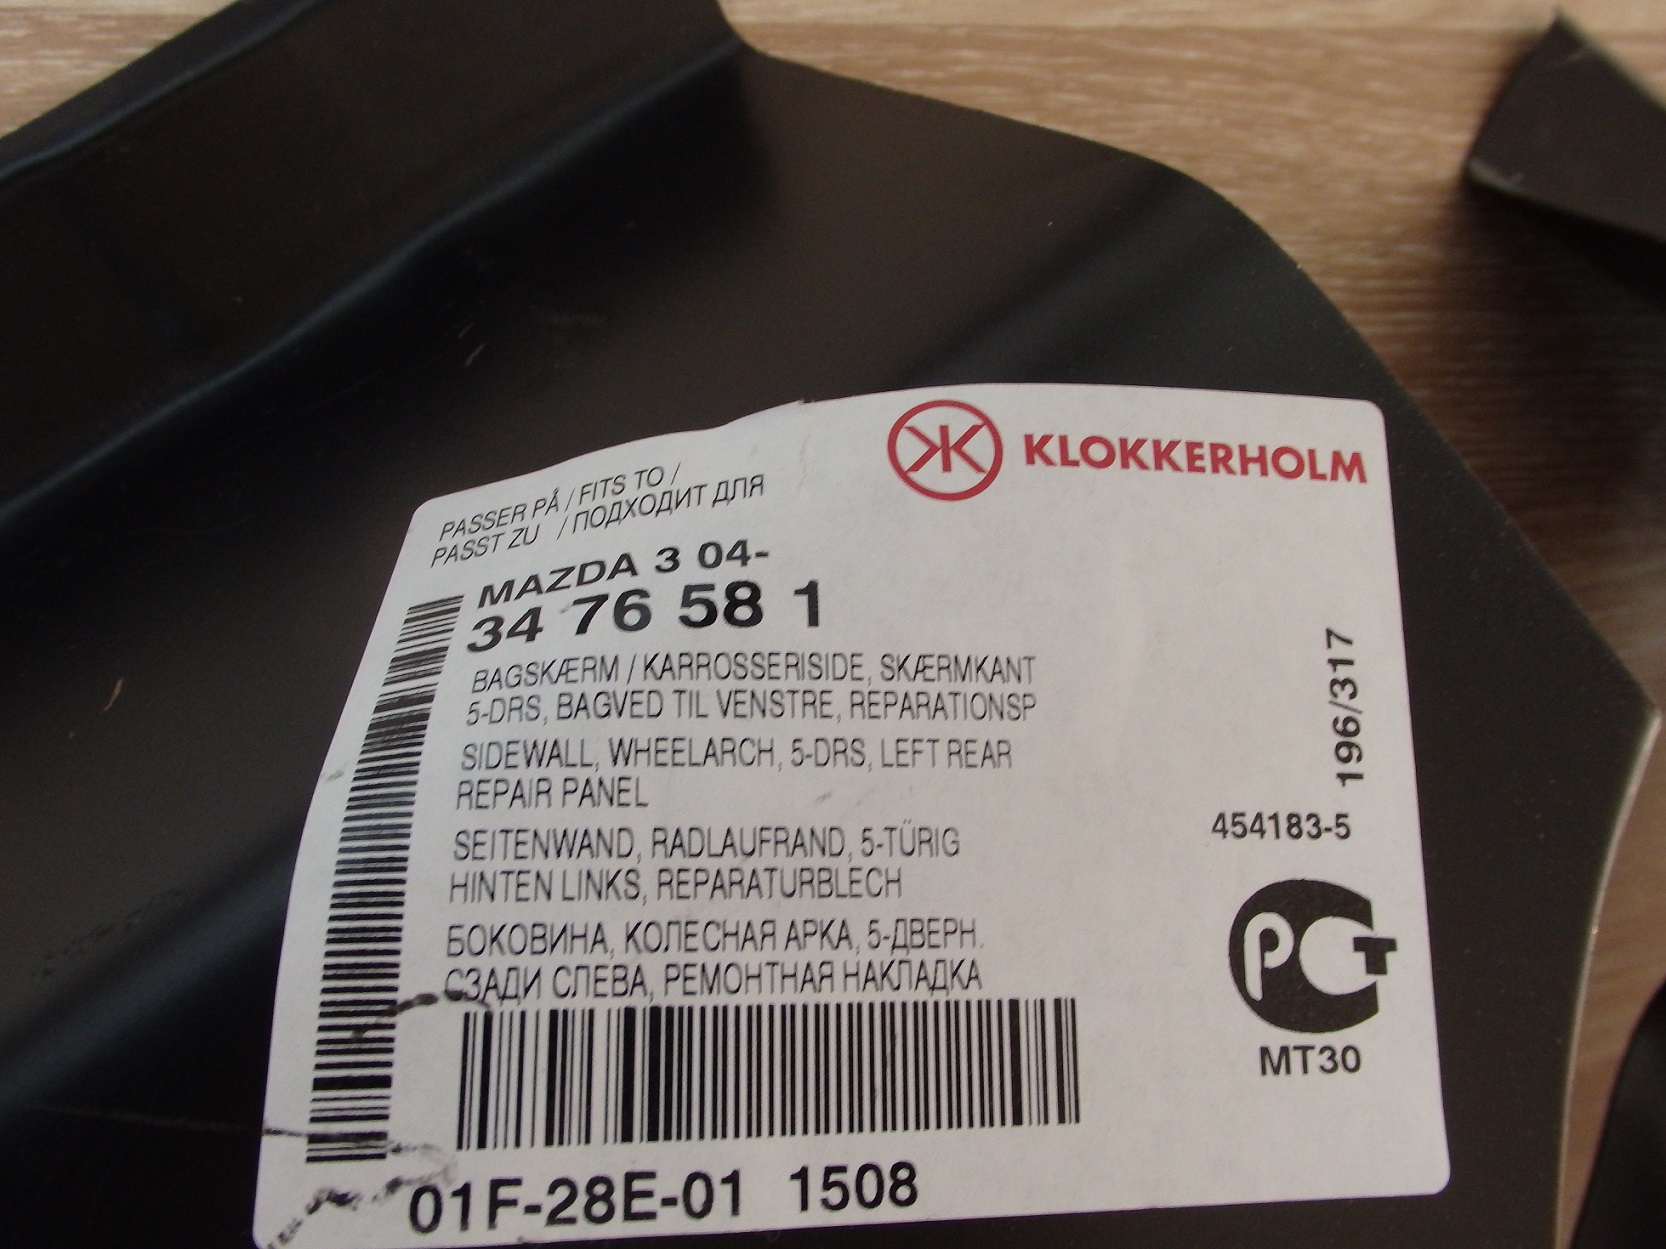 KLOKKERHOLM
PASSER PÅ / FITS TO /
PASST ZU / ПОДХОДИТ ДЛЯ
MAZDA 3 04-
34 76 58 1
BAGSKÆRM / KARROSSERISIDE, SKÆRMKANT
5-DRS, BAGVED TIL VENSTRE, REPARATIONSP
SIDEWALL, WHEELARCH, 5-DRS, LEFT REAR
REPAIR PANEL
SEITENWAND, RADLAUFRAND, 5-TÜRIG
HINTEN LINKS, REPARATURBLECH
БОКОВИНА, КОЛЕСНАЯ АРКА, 5-ДВЕРН.
СЗАДИ СЛЕВА, РЕМОНТНАЯ НАКЛАДКА
196/317
454183-5
РСТ
MT30
01F-28E-01 1508